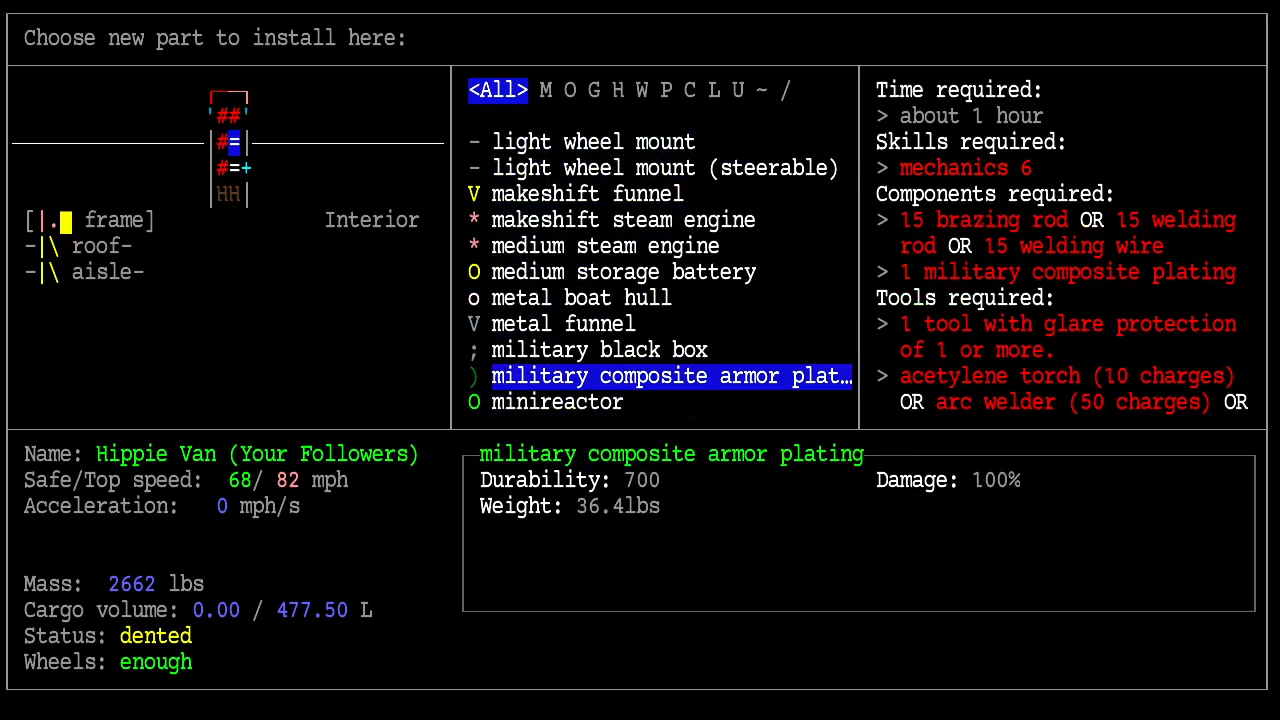 Choose new part to install here:
<All> M O G H W P C L U ~ /
' ## '
#=
#=+
HH
[|. frame] Interior
-|\ roof-
-|\ aisle-
- light wheel mount
- light wheel mount (steerable)
V makeshift funnel
* makeshift steam engine
* medium steam engine
O medium storage battery
o metal boat hull
V metal funnel
; military black box
) military composite armor plat…
O minireactor
Time required:
> about 1 hour
Skills required:
> mechanics 6
Components required:
> 15 brazing rod OR 15 welding
rod OR 15 welding wire
> 1 military composite plating
Tools required:
> 1 tool with glare protection
of 1 or more.
> acetylene torch (10 charges)
OR arc welder (50 charges) OR
Name: Hippie Van (Your Followers)
Safe/Top speed: 68/ 82 mph
Acceleration: 0 mph/s
Mass: 2662 lbs
Cargo volume: 0.00 / 477.50 L
Status: dented
Wheels: enough
military composite armor plating
Durability: 700 Damage: 100%
Weight: 36.4lbs